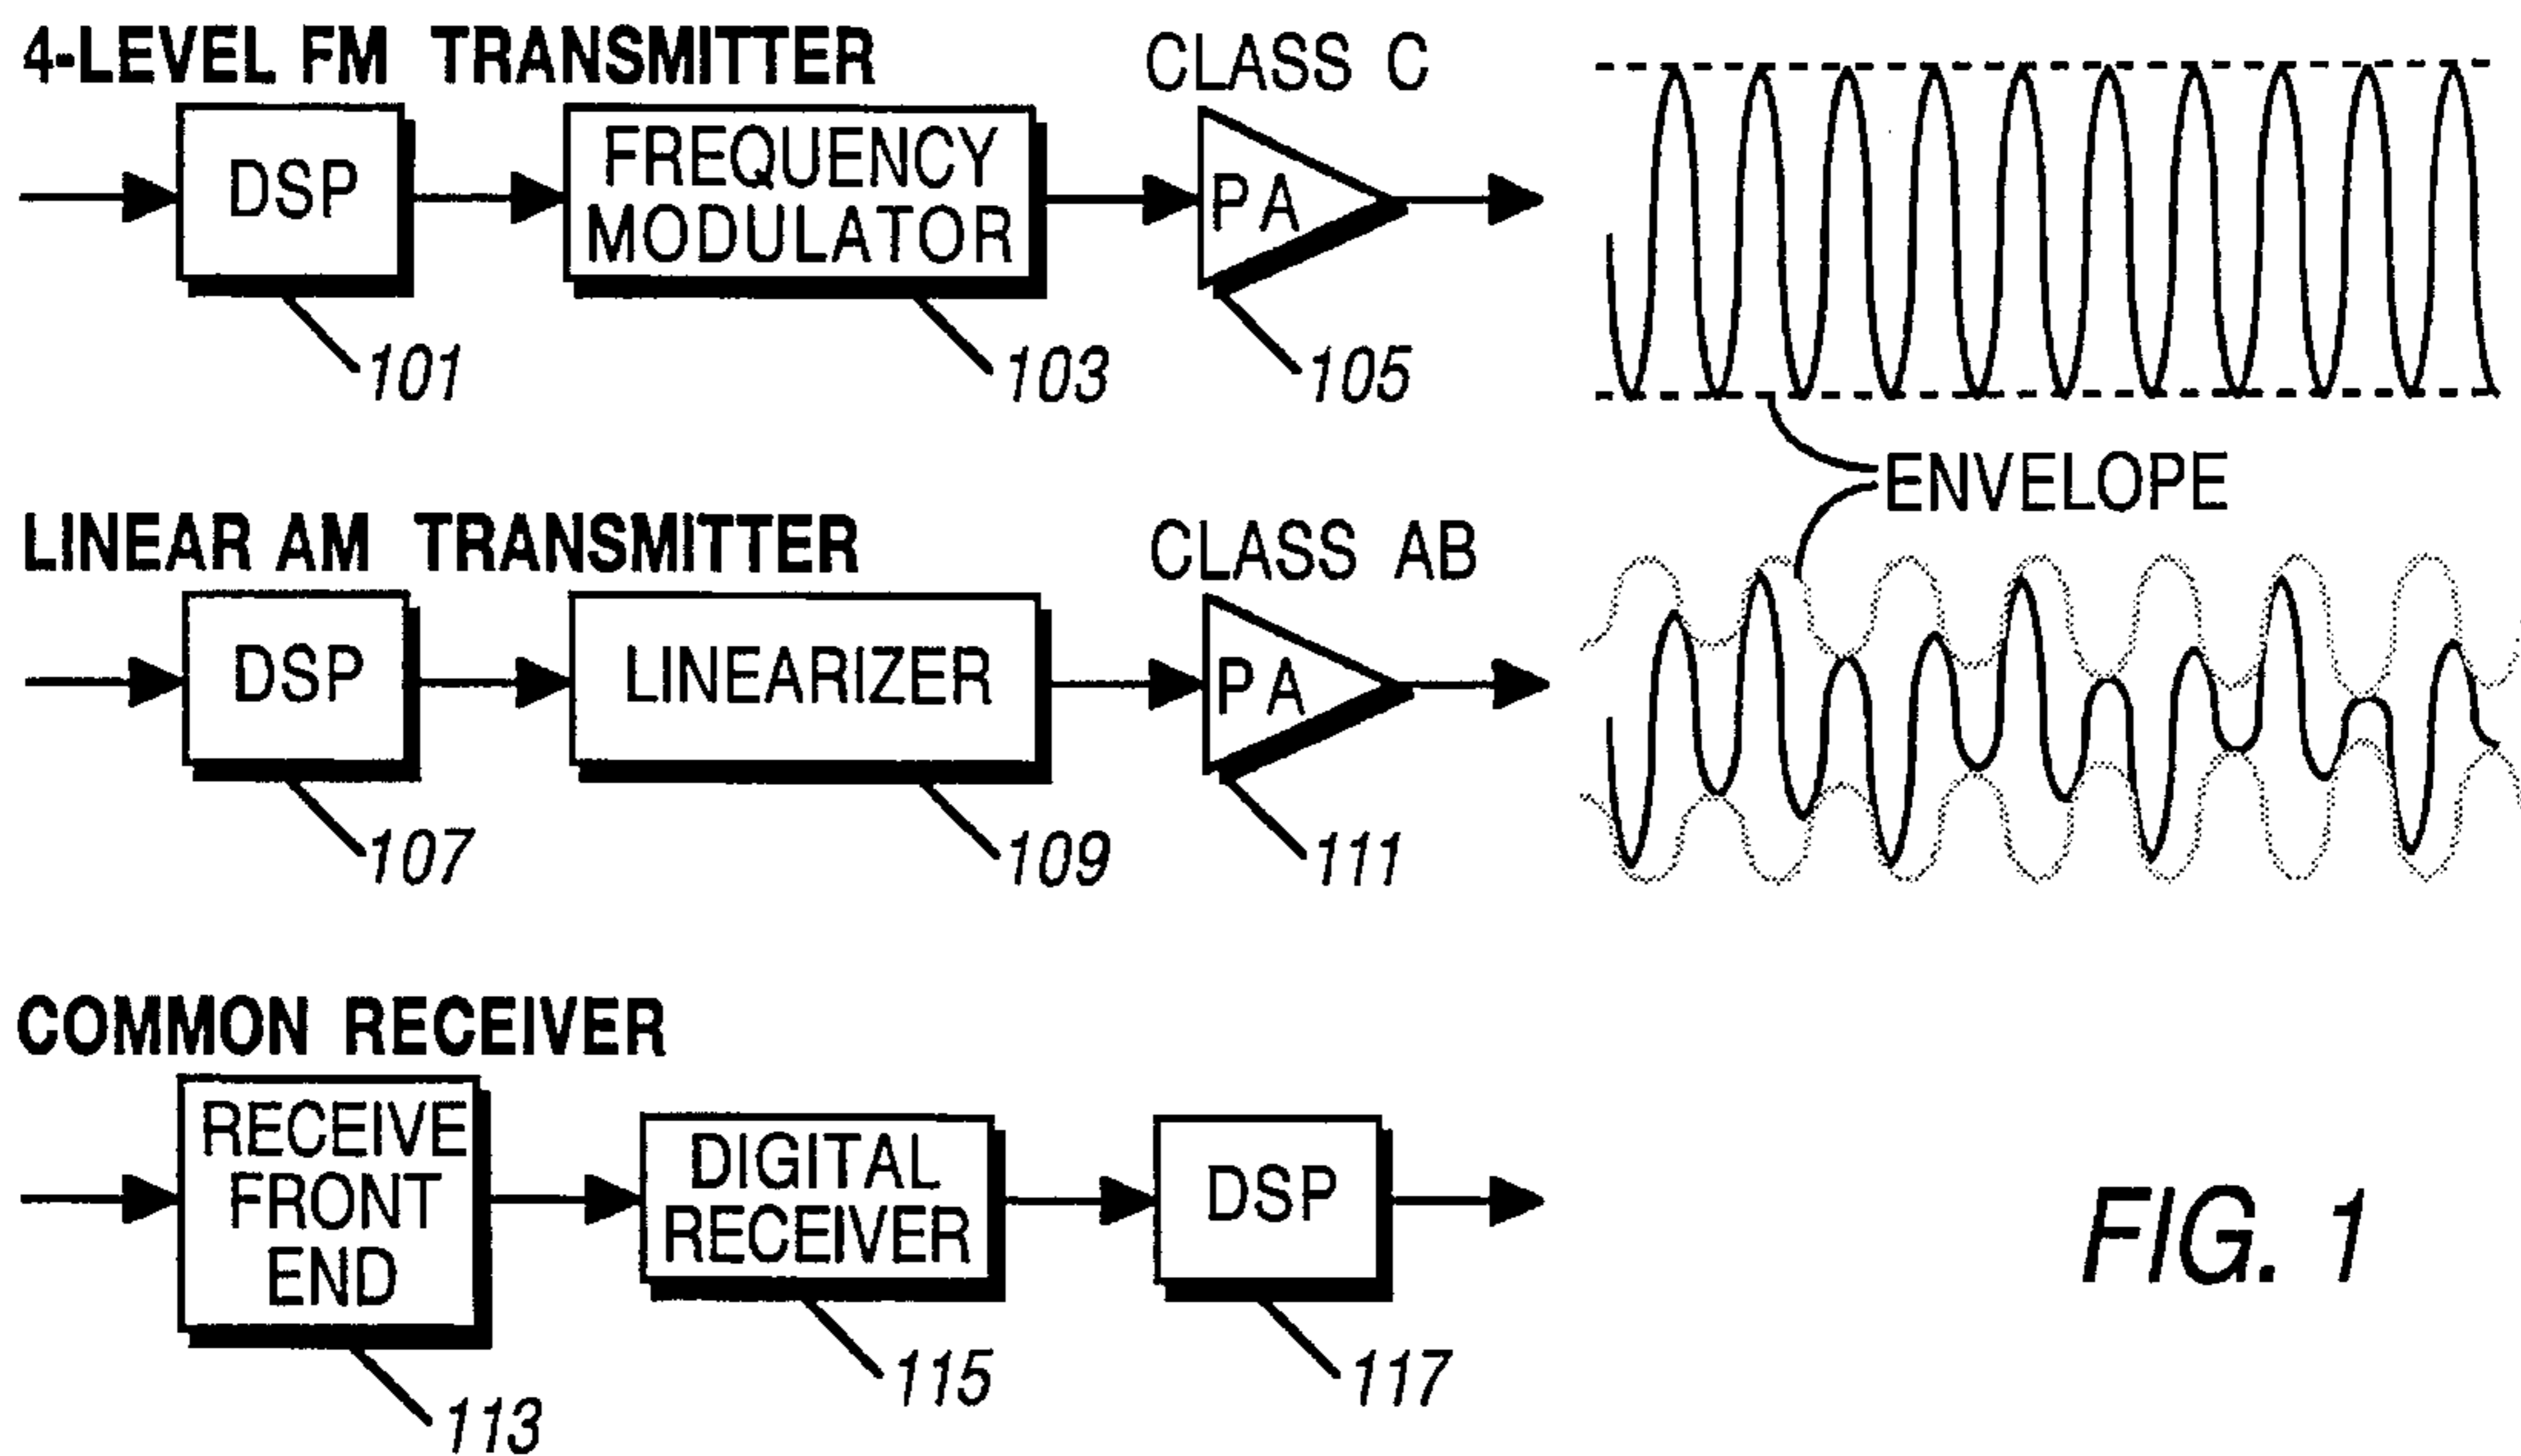 4-LEVEL FM TRANSMITTER
CLASS C
DSP
FREQUENCY
MODULATOR
PA
101
103
105
ENVELOPE
LINEAR AM TRANSMITTER
CLASS AB
DSP
LINEARIZER
PA
107
109
111
COMMON RECEIVER
RECEIVE
FRONT
END
DIGITAL
RECEIVER
DSP
113
115
117
FIG. 1